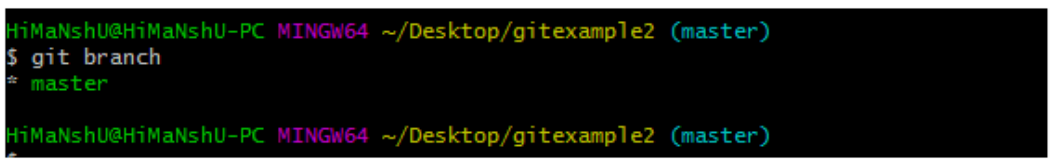 HiMaNshU@HiMaNshU-PC MINGW64 ~/Desktop/gitexample2 (master)
$ git branch
* master
HiMaNshU@HiMaNshU-PC MINGW64 ~/Desktop/gitexample2 (master)